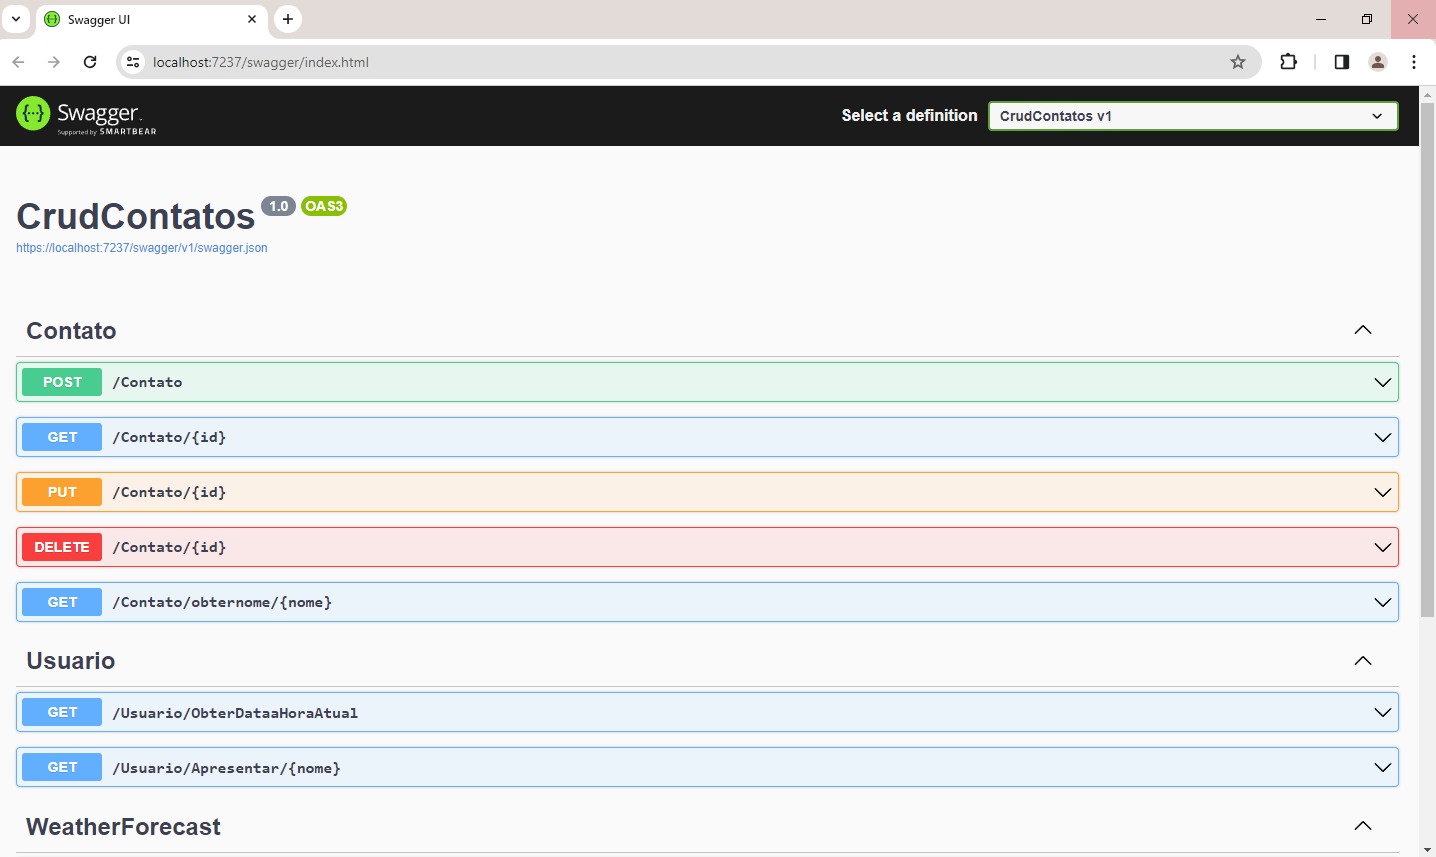 Swagger UI
localhost:7237/swagger/index.html
Swagger
Supported by SMARTBEAR
Select a definition
CrudContatos v1
CrudContatos 1.0 OAS3
https://localhost:7237/swagger/v1/swagger.json
Contato
POST /Contato
GET /Contato/{id}
PUT /Contato/{id}
DELETE /Contato/{id}
GET /Contato/obternome/{nome}
Usuario
GET /Usuario/ObterDataaHoraAtual
GET /Usuario/Apresentar/{nome}
WeatherForecast